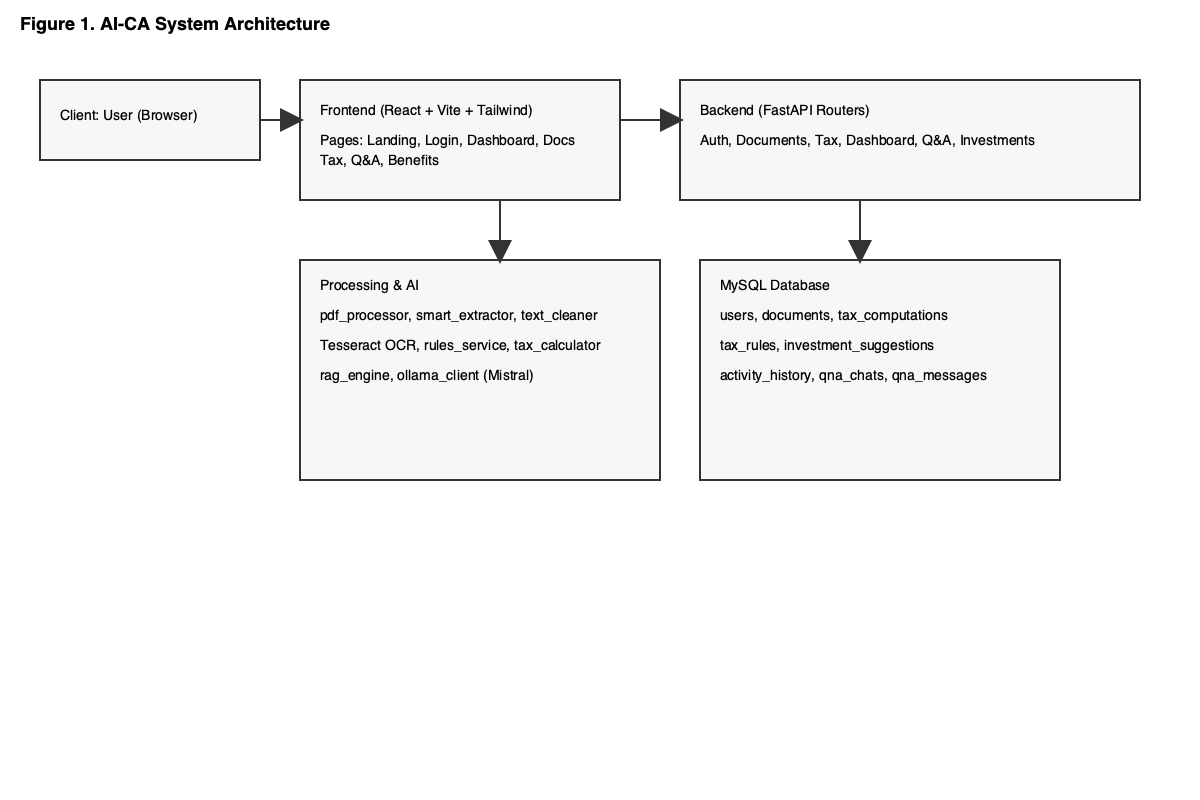 Figure 1. AI-CA System Architecture
Client: User (Browser)
Frontend (React + Vite + Tailwind)
Pages: Landing, Login, Dashboard, Docs
Tax, Q&A, Benefits
Backend (FastAPI Routers)
Auth, Documents, Tax, Dashboard, Q&A, Investments
Processing & AI
pdf_processor, smart_extractor, text_cleaner
Tesseract OCR, rules_service, tax_calculator
rag_engine, ollama_client (Mistral)
MySQL Database
users, documents, tax_computations
tax_rules, investment_suggestions
activity_history, qna_chats, qna_messages